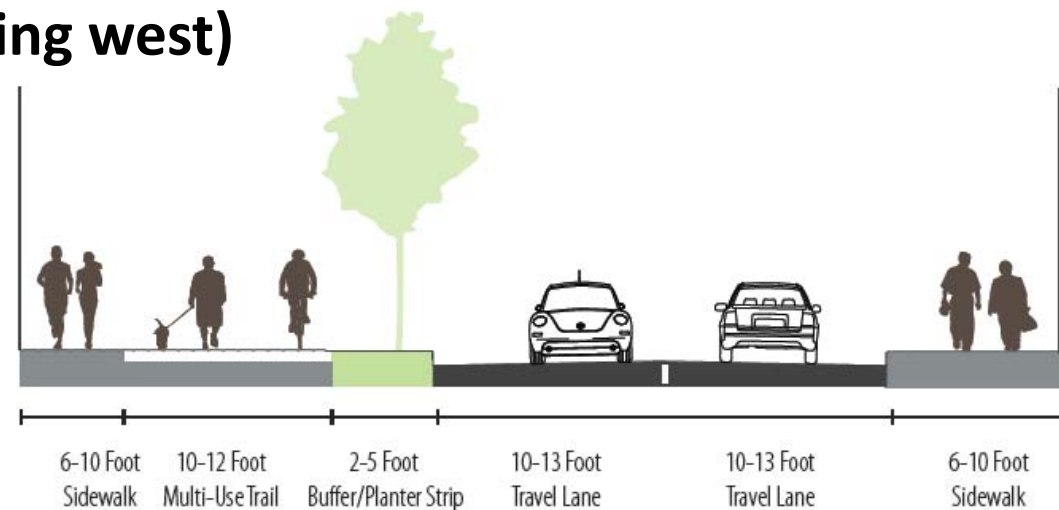 ing west)
6-10 Foot
Sidewalk
10-12 Foot
Multi-Use Trail
2-5 Foot
Buffer/Planter Strip
10-13 Foot
Travel Lane
10-13 Foot
Travel Lane
6-10 Foot
Sidewalk